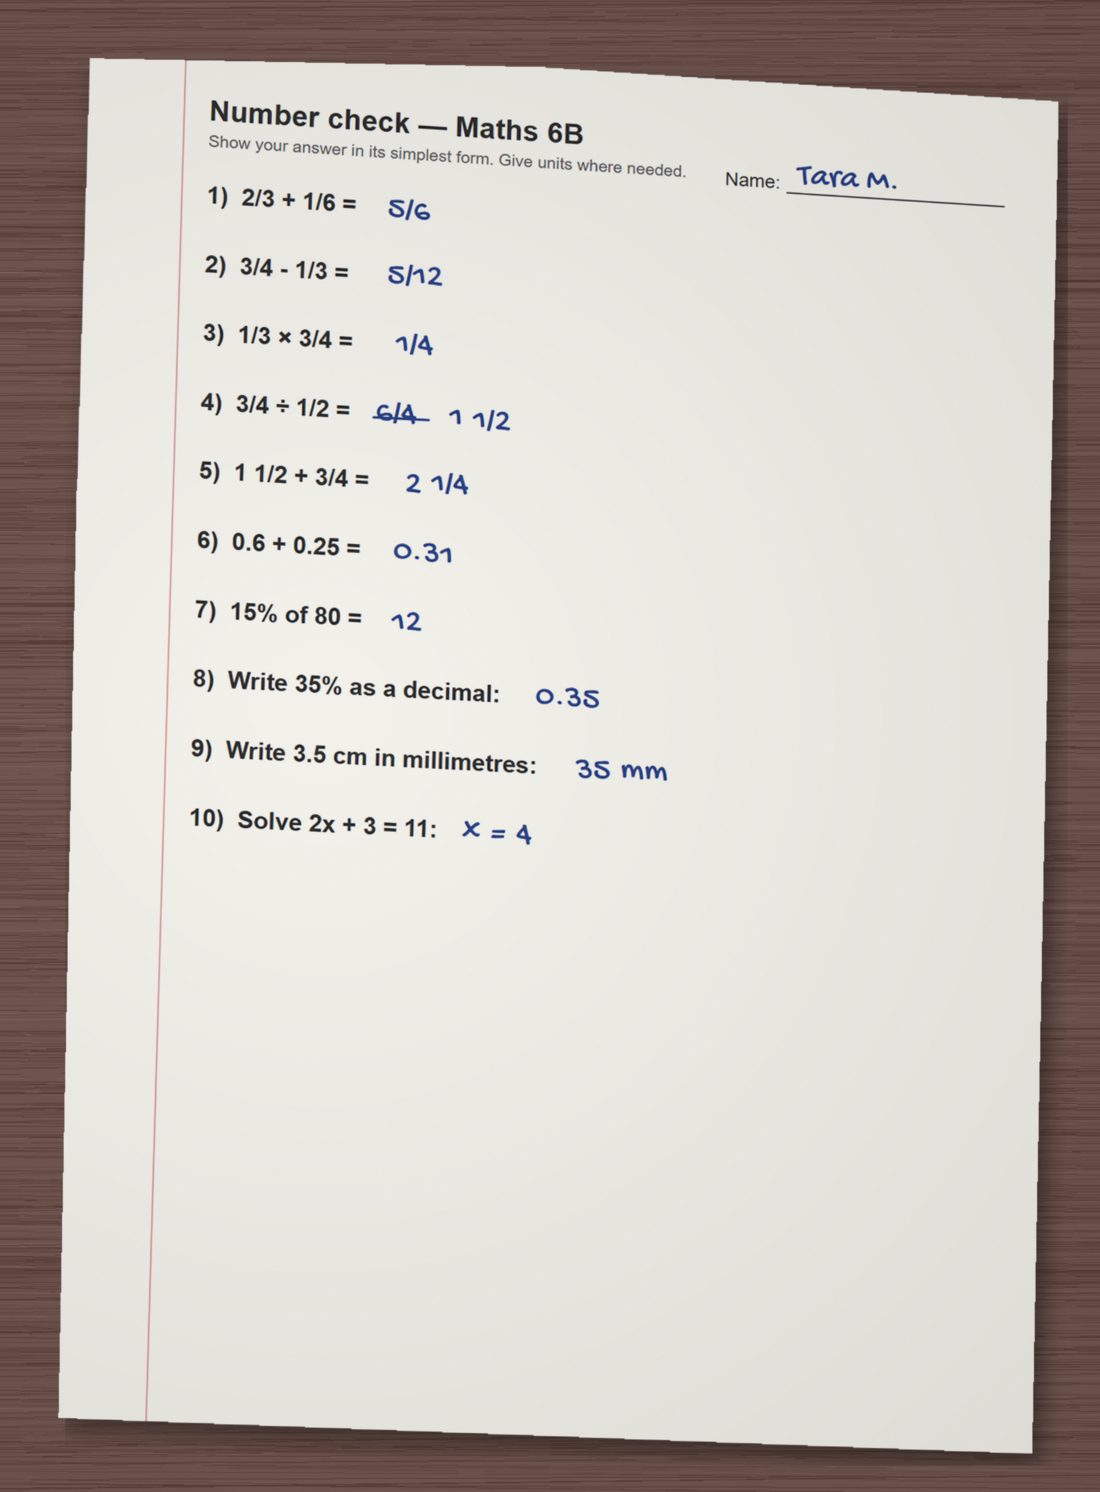 Number check — Maths 6B
Show your answer in its simplest form. Give units where needed.
Name: Tara M.
1) 2/3 + 1/6 = 5/6
2) 3/4 - 1/3 = 5/12
3) 1/3 × 3/4 = 1/4
4) 3/4 ÷ 1/2 = 6/4 1 1/2
5) 1 1/2 + 3/4 = 2 1/4
6) 0.6 + 0.25 = 0.31
7) 15% of 80 = 12
8) Write 35% as a decimal: 0.35
9) Write 3.5 cm in millimetres: 35 mm
10) Solve 2x + 3 = 11: x = 4